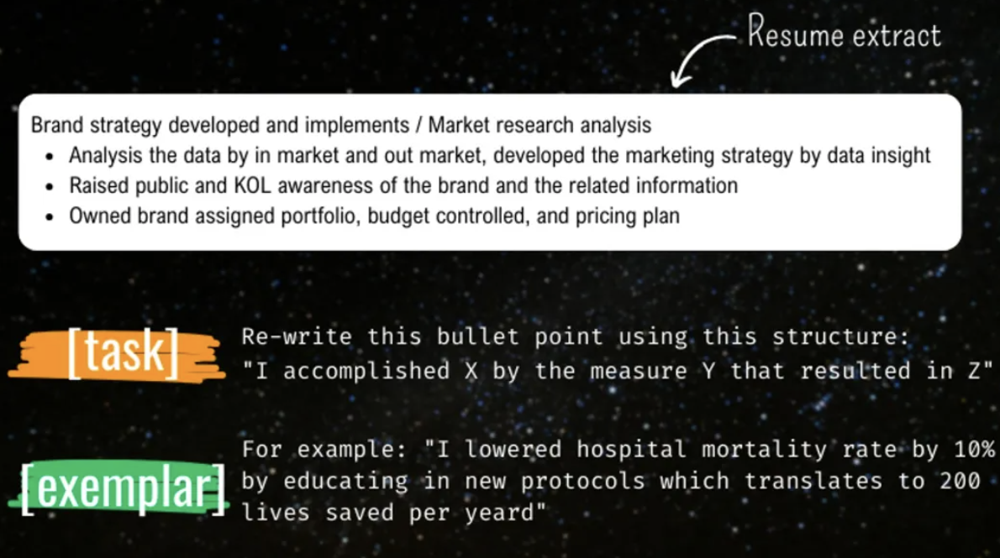 Resume extract
Brand strategy developed and implements / Market research analysis
• Analysis the data by in market and out market, developed the marketing strategy by data insight
• Raised public and KOL awareness of the brand and the related information
• Owned brand assigned portfolio, budget controlled, and pricing plan
[task]
Re-write this bullet point using this structure:
"I accomplished X by the measure Y that resulted in Z"
[exemplar]
For example: "I lowered hospital mortality rate by 10%
by educating in new protocols which translates to 200
lives saved per yeard"